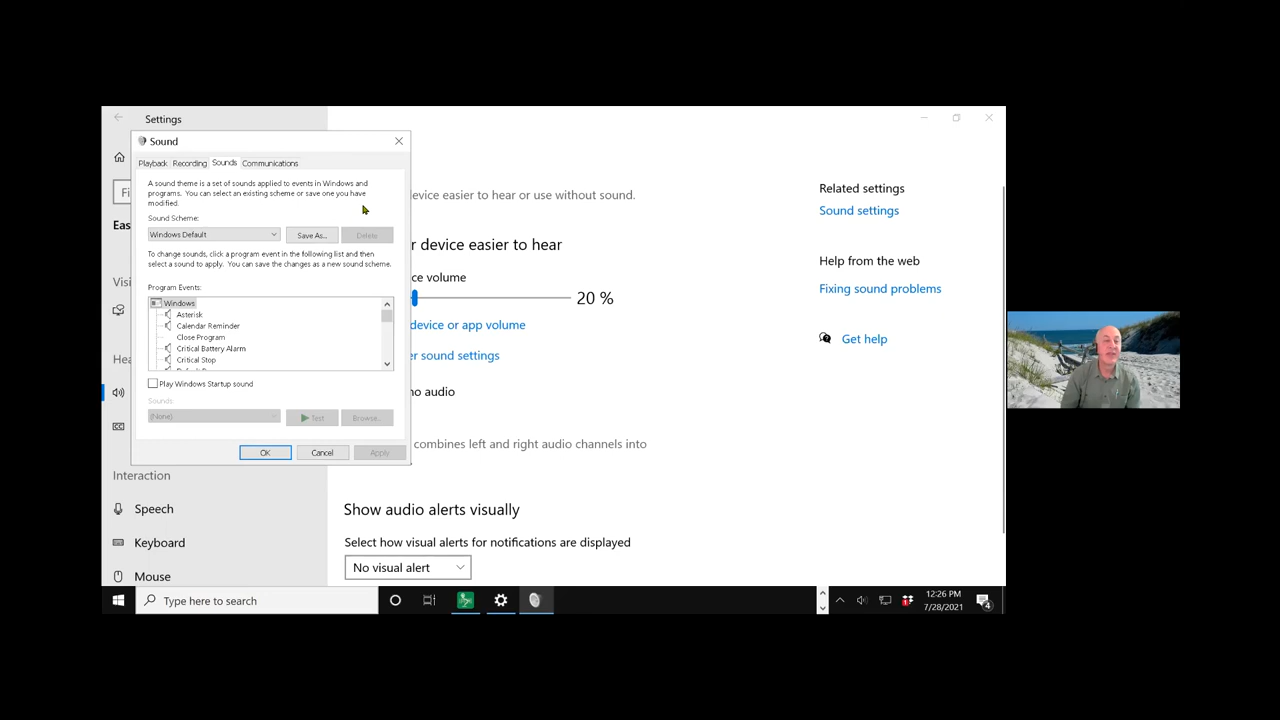 Settings
Sound
Playback Recording Sounds Communications
A sound theme is a set of sounds applied to events in Windows and
programs. You can select an existing scheme or save one you have
modified.
Sound Scheme:
Windows Default
Save As...
Delete
To change sounds, click a program event in the following list and then
select a sound to apply. You can save the changes as a new sound scheme.
Program Events:
Windows
Asterisk
Calendar Reminder
Close Program
Critical Battery Alarm
Critical Stop
Play Windows Startup sound
Sounds:
(None)
Test
Browse...
OK
Cancel
Apply
Fi
Eas
Visi
Hea
Interaction
Speech
Keyboard
Mouse
evice easier to hear or use without sound.
r device easier to hear
ce volume
20 %
device or app volume
er sound settings
no audio
combines left and right audio channels into
Show audio alerts visually
Select how visual alerts for notifications are displayed
No visual alert
Related settings
Sound settings
Help from the web
Fixing sound problems
Get help
Type here to search
12:26 PM
7/28/2021
4